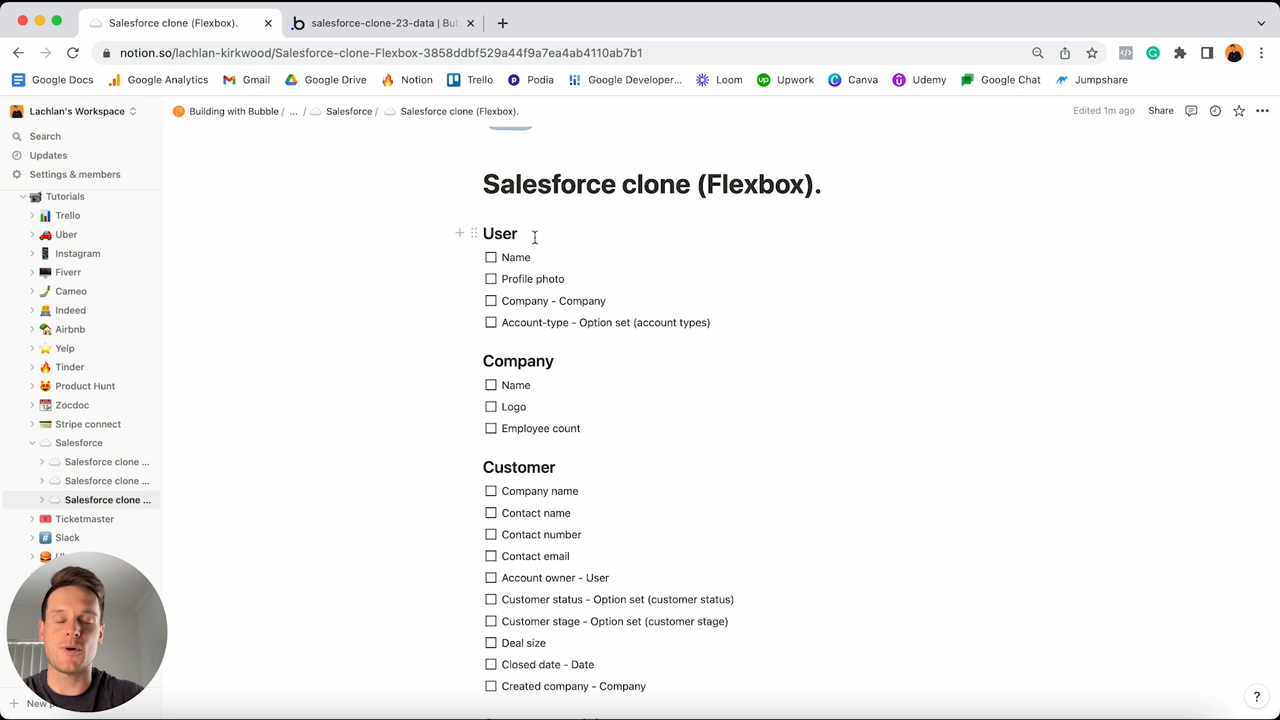 Salesforce clone (Flexbox).
salesforce-clone-23-data | Bu
notion.so/lachlan-kirkwood/Salesforce-clone-Flexbox-3858ddbf529a44f9a7ea4ab4110ab7b1
Google Docs
Google Analytics
Gmail
Google Drive
Notion
Trello
Podia
Google Developer...
Loom
Upwork
Canva
Udemy
Google Chat
Jumpshare
Lachlan's Workspace
Building with Bubble / ... / Salesforce / Salesforce clone (Flexbox).
Edited 1m ago
Share
Search
Updates
Settings & members
Tutorials
Trello
Uber
Instagram
Fiverr
Cameo
Indeed
Airbnb
Yelp
Tinder
Product Hunt
Zocdoc
Stripe connect
Salesforce
Salesforce clone ...
Salesforce clone ...
Salesforce clone ...
Ticketmaster
Slack
Salesforce clone (Flexbox).
User
Name
Profile photo
Company - Company
Account-type - Option set (account types)
Company
Name
Logo
Employee count
Customer
Company name
Contact name
Contact number
Contact email
Account owner - User
Customer status - Option set (customer status)
Customer stage - Option set (customer stage)
Deal size
Closed date - Date
Created company - Company
?